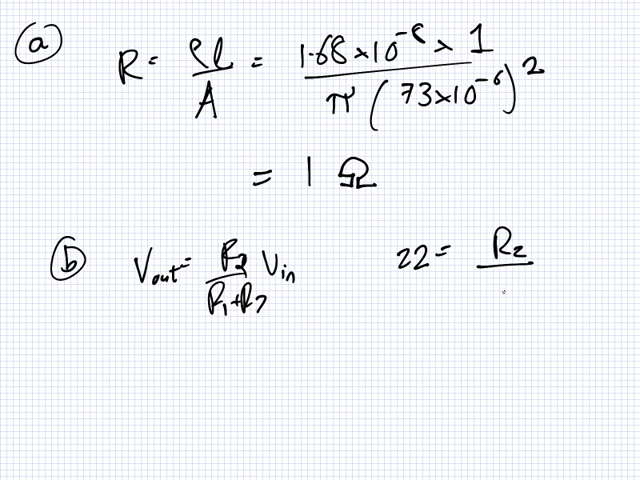 (a) R = ρl/A = 1.68×10⁻⁸ × 1 / π(73×10⁻⁶)²
= 1 Ω
(b) Vout = R2/(R1+R2) Vin 22 = R2/